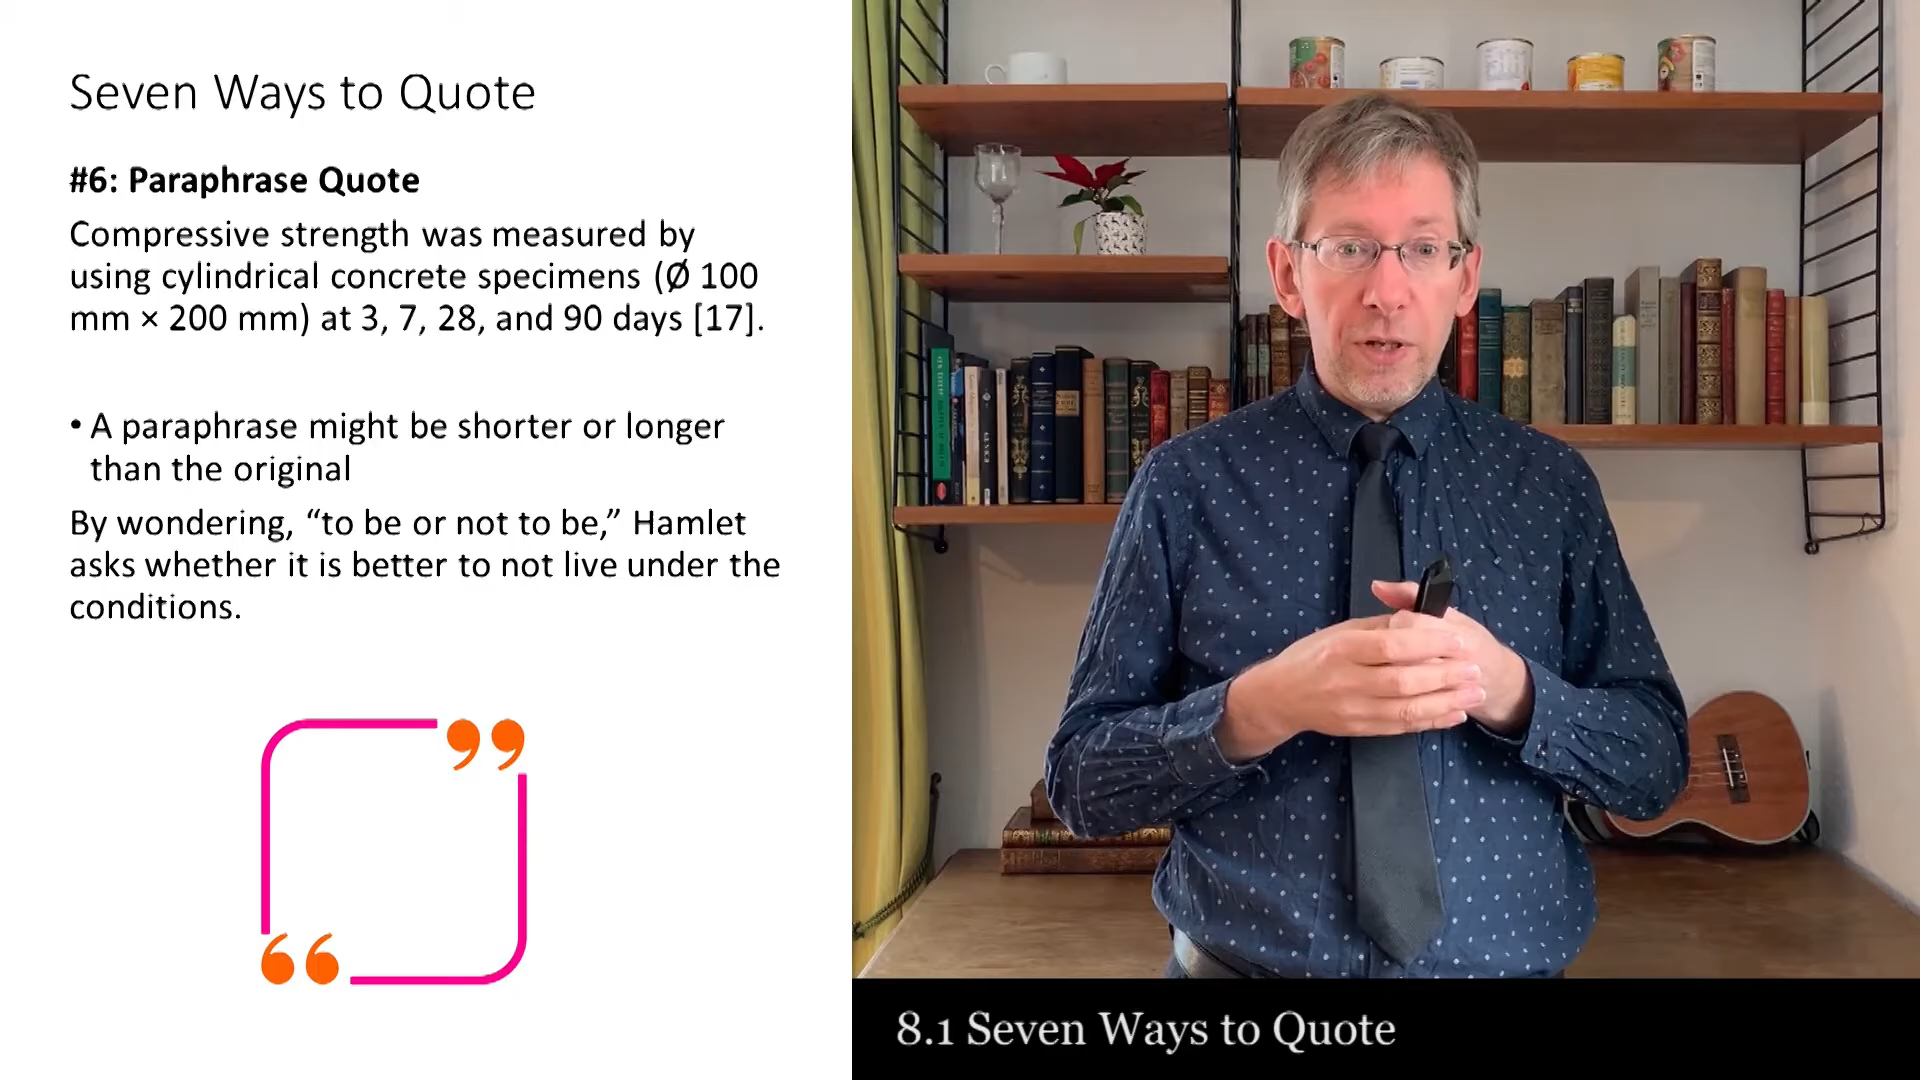 Seven Ways to Quote
#6: Paraphrase Quote
Compressive strength was measured by
using cylindrical concrete specimens (Ø 100
mm × 200 mm) at 3, 7, 28, and 90 days [17].
• A paraphrase might be shorter or longer
than the original
By wondering, “to be or not to be,” Hamlet
asks whether it is better to not live under the
conditions.
8.1 Seven Ways to Quote